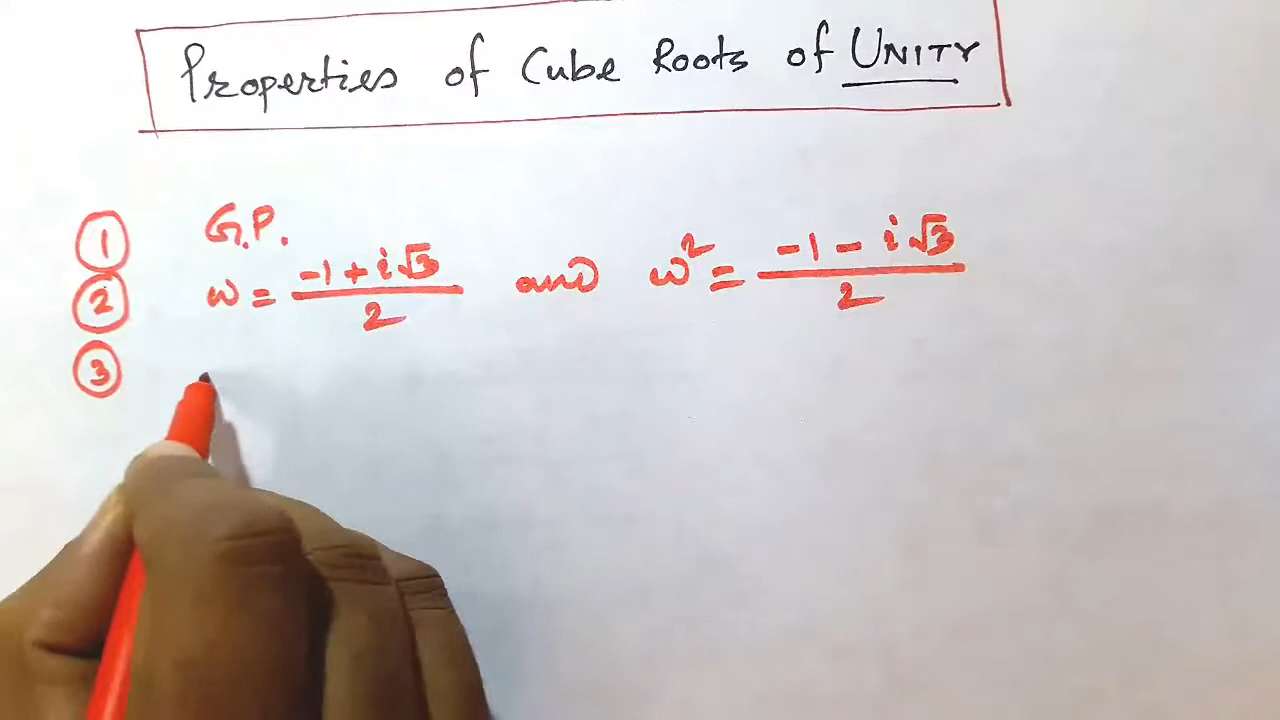 Properties of Cube Roots of UNITY
① G.P.
② ω = (-1 + i√3)/2 and ω² = (-1 - i√3)/2
③